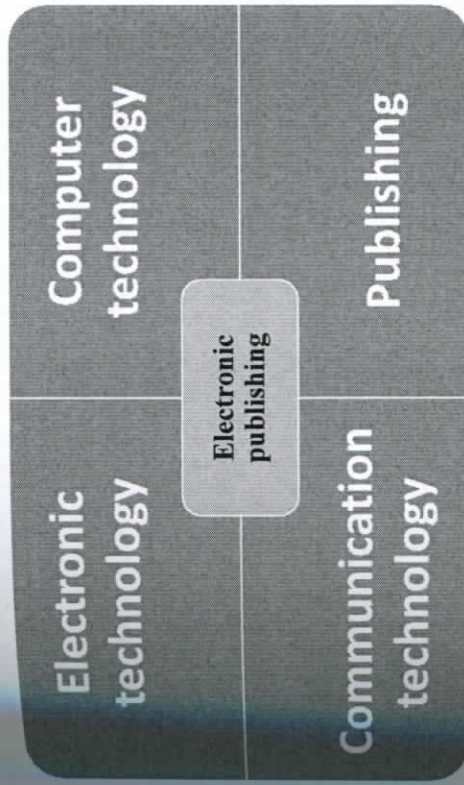 Electronic
technology
Computer
technology
Electronic
publishing
Communication
technology
Publishing